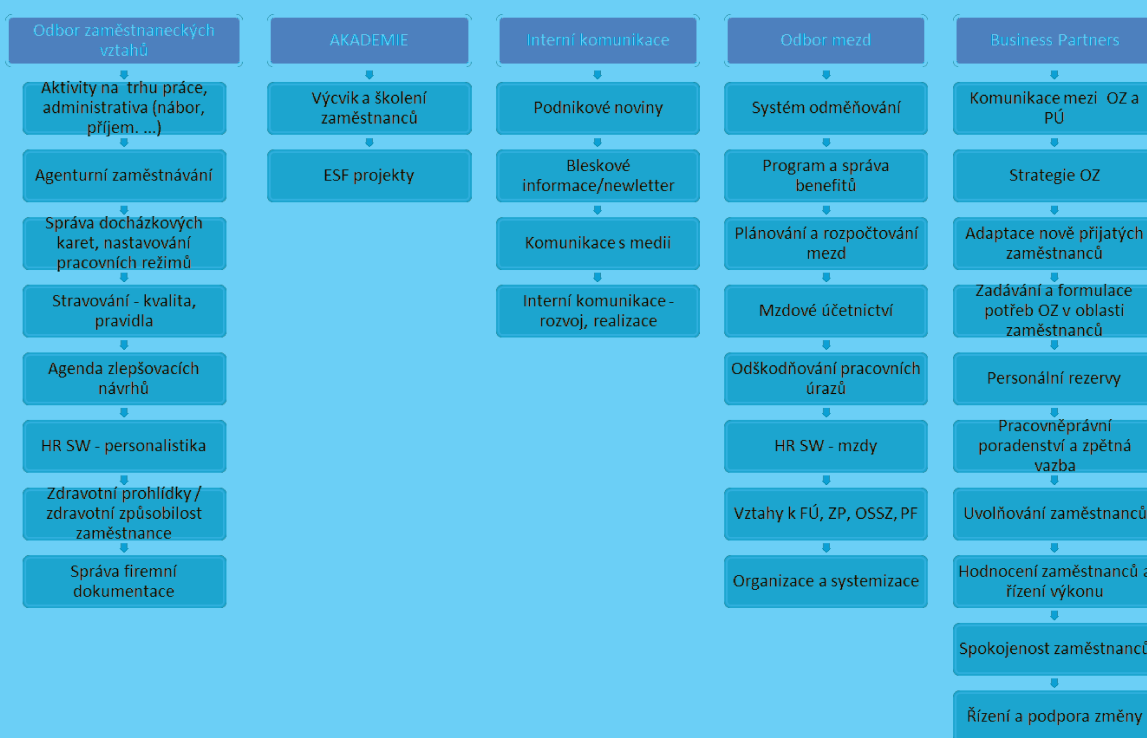 Odbor zaměstnaneckých
vztahů
Aktivity na trhu práce,
administrativa (nábor,
příjem. ...)
Agenturní zaměstnávání
Správa docházkových
karet, nastavování
pracovních režimů
Stravování - kvalita,
pravidla
Agenda zlepšovacích
návrhů
HR SW - personalistika
Zdravotní prohlídky /
zdravotní způsobilost
zaměstnance
Správa firemní
dokumentace
AKADEMIE
Výcvik a školení
zaměstnanců
ESF projekty
Interní komunikace
Podnikové noviny
Bleskové
informace/newletter
Komunikace s medii
Interní komunikace -
rozvoj, realizace
Odbor mezd
Systém odměňování
Program a správa
benefitů
Plánování a rozpočtování
mezd
Mzdové účetnictví
Odškodňování pracovních
úrazů
HR SW - mzdy
Vztahy k FÚ, ZP, OSSZ, PF
Organizace a systemizace
Business Partners
Komunikace mezi OZ a
PÚ
Strategie OZ
Adaptace nově přijatých
zaměstnanců
Zadávání a formulace
potřeb OZ v oblasti
zaměstnanců
Personální rezervy
Pracovněprávní
poradenství a zpětná
vazba
Uvolňování zaměstnanců
Hodnocení zaměstnanců a
řízení výkonu
Spokojenost zaměstnanců
Řízení a podpora změny